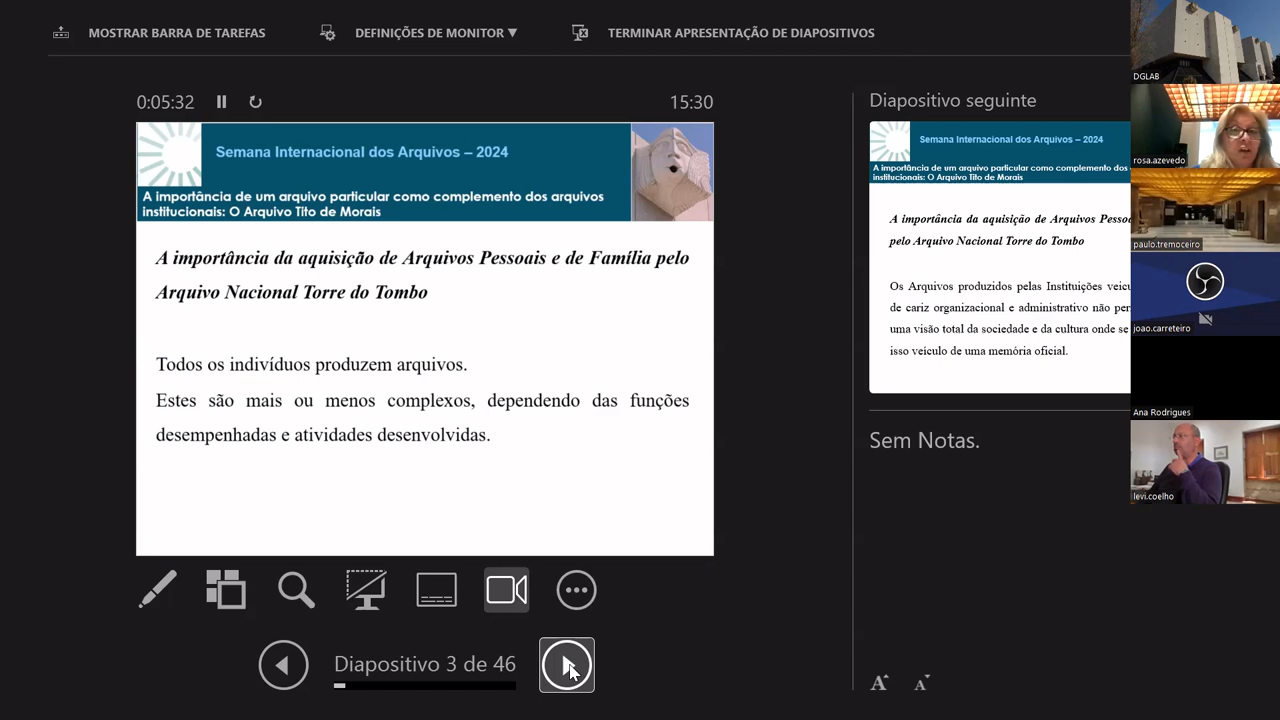 MOSTRAR BARRA DE TAREFAS
DEFINIÇÕES DE MONITOR ▼
TERMINAR APRESENTAÇÃO DE DIAPOSITIVOS
0:05:32
15:30
Semana Internacional dos Arquivos – 2024
A importância de um arquivo particular como complemento dos arquivos
institucionais: O Arquivo Tito de Morais
A importância da aquisição de Arquivos Pessoais e de Família pelo
Arquivo Nacional Torre do Tombo
Todos os indivíduos produzem arquivos.
Estes são mais ou menos complexos, dependendo das funções
desempenhadas e atividades desenvolvidas.
Diapositivo 3 de 46
Diapositivo seguinte
Semana Internacional dos Arquivos – 2024
A importância de um arquivo particular como complemento dos
institucionais: O Arquivo Tito de Morais
A importância da aquisição de Arquivos
pelo Arquivo Nacional Torre do Tombo
Os Arquivos produzidos pelas Instituições
de cariz organizacional e administrativo não
uma visão total da sociedade e da cultura onde se
isso veículo de uma memória oficial.
Sem Notas.
A A
DGLAB
rosa.azevedo
paulo.tremoceiro
joao.carreteiro
Ana Rodrigues
levi.coelho